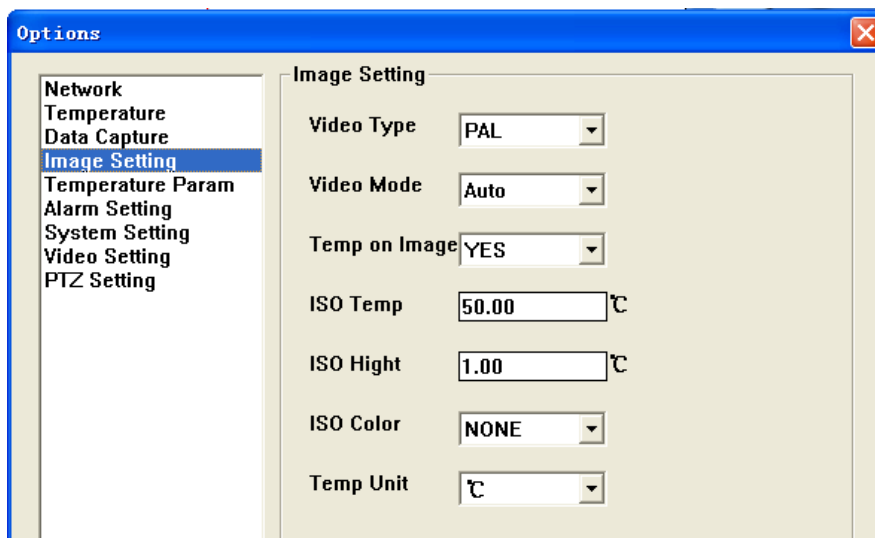 Options
Network
Temperature
Data Capture
Image Setting
Temperature Param
Alarm Setting
System Setting
Video Setting
PTZ Setting
Image Setting
Video Type PAL
Video Mode Auto
Temp on Image YES
ISO Temp 50.00 ℃
ISO Hight 1.00 ℃
ISO Color NONE
Temp Unit ℃